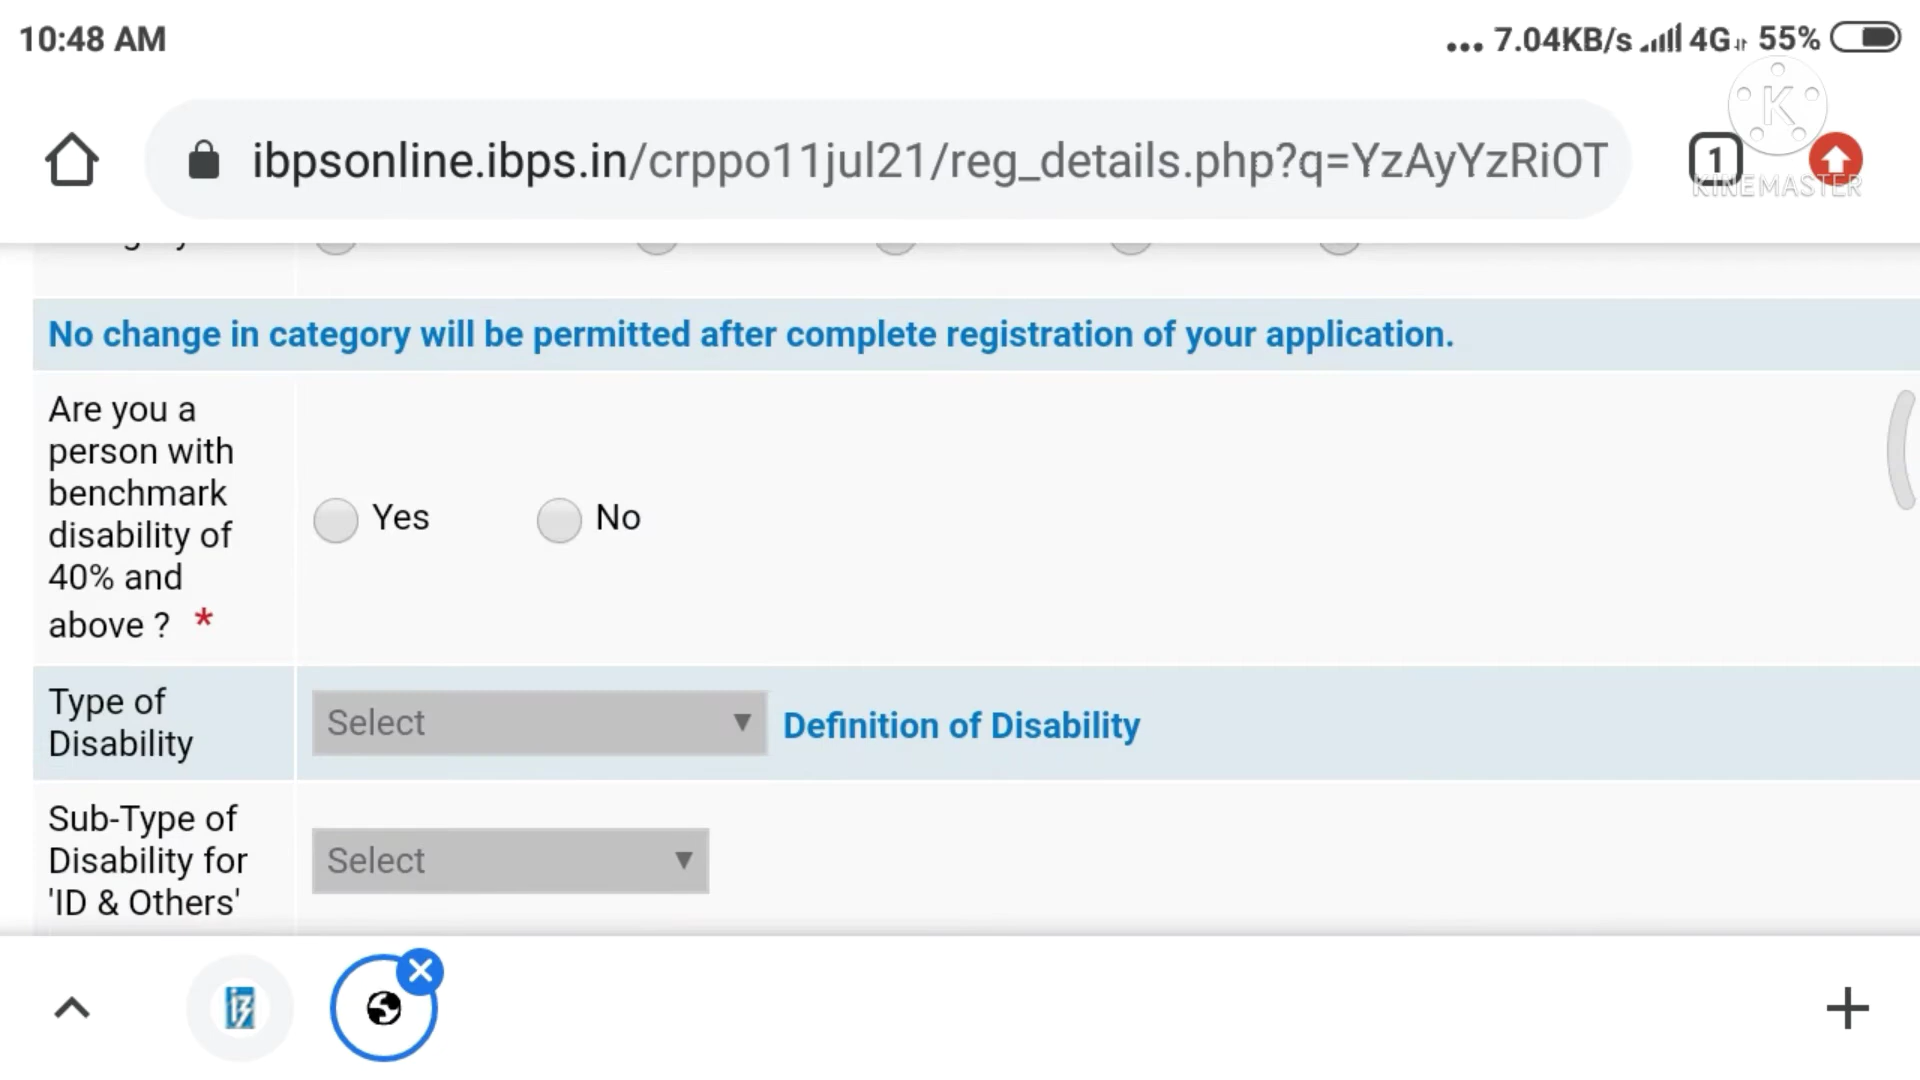 10:48 AM
... 7.04KB/s 4G 55%
ibpsonline.ibps.in/crppo11jul21/reg_details.php?q=YzAyYzRiOT
1
K
KINEMASTER
No change in category will be permitted after complete registration of your application.
Are you a
person with
benchmark
disability of
40% and
above ? *
Yes
No
Type of
Disability
Select
Definition of Disability
Sub-Type of
Disability for
'ID & Others'
Select